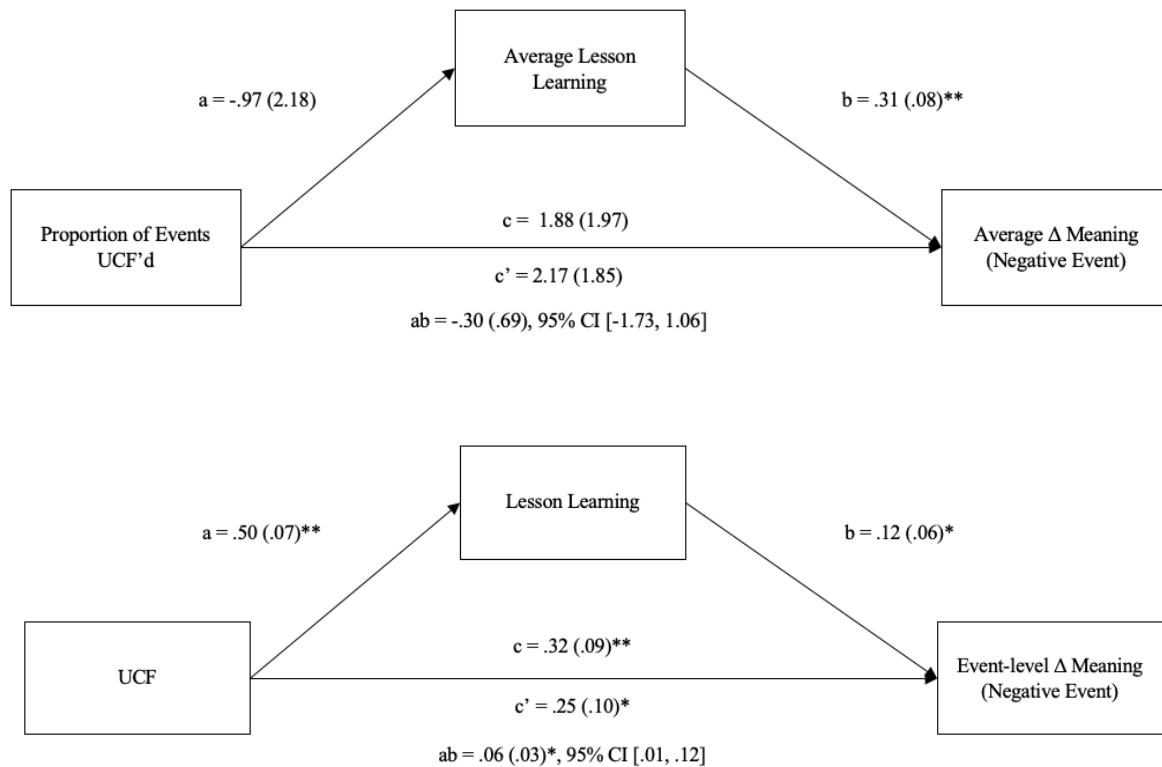 Average Lesson
Learning
a = -.97 (2.18)
b = .31 (.08)**
Proportion of Events
UCF’d
c = 1.88 (1.97)
c’ = 2.17 (1.85)
ab = -.30 (.69), 95% CI [-1.73, 1.06]
Average Δ Meaning
(Negative Event)
Lesson Learning
a = .50 (.07)**
b = .12 (.06)*
UCF
c = .32 (.09)**
c’ = .25 (.10)*
ab = .06 (.03)*, 95% CI [.01, .12]
Event-level Δ Meaning
(Negative Event)